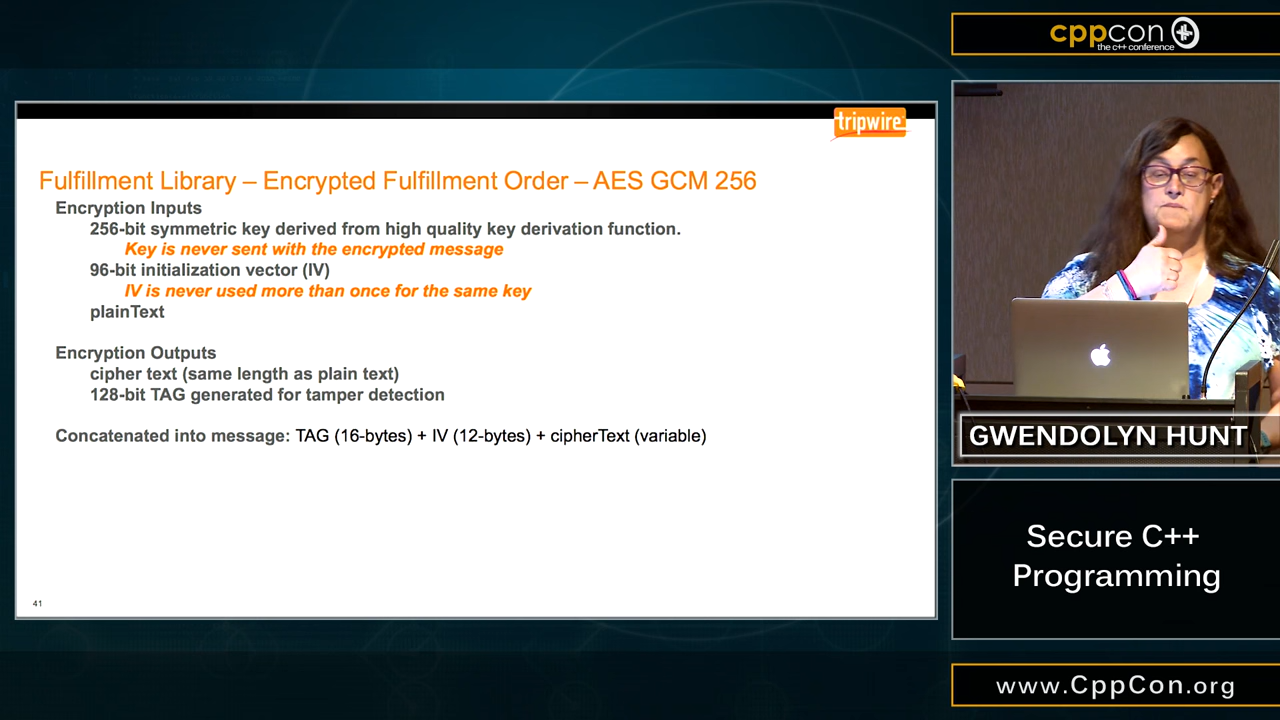 cppcon
the c++ conference
tripwire
Fulfillment Library – Encrypted Fulfillment Order – AES GCM 256
Encryption Inputs
256-bit symmetric key derived from high quality key derivation function.
Key is never sent with the encrypted message
96-bit initialization vector (IV)
IV is never used more than once for the same key
plainText
Encryption Outputs
cipher text (same length as plain text)
128-bit TAG generated for tamper detection
Concatenated into message: TAG (16-bytes) + IV (12-bytes) + cipherText (variable)
41
GWENDOLYN HUNT
Secure C++
Programming
www.CppCon.org